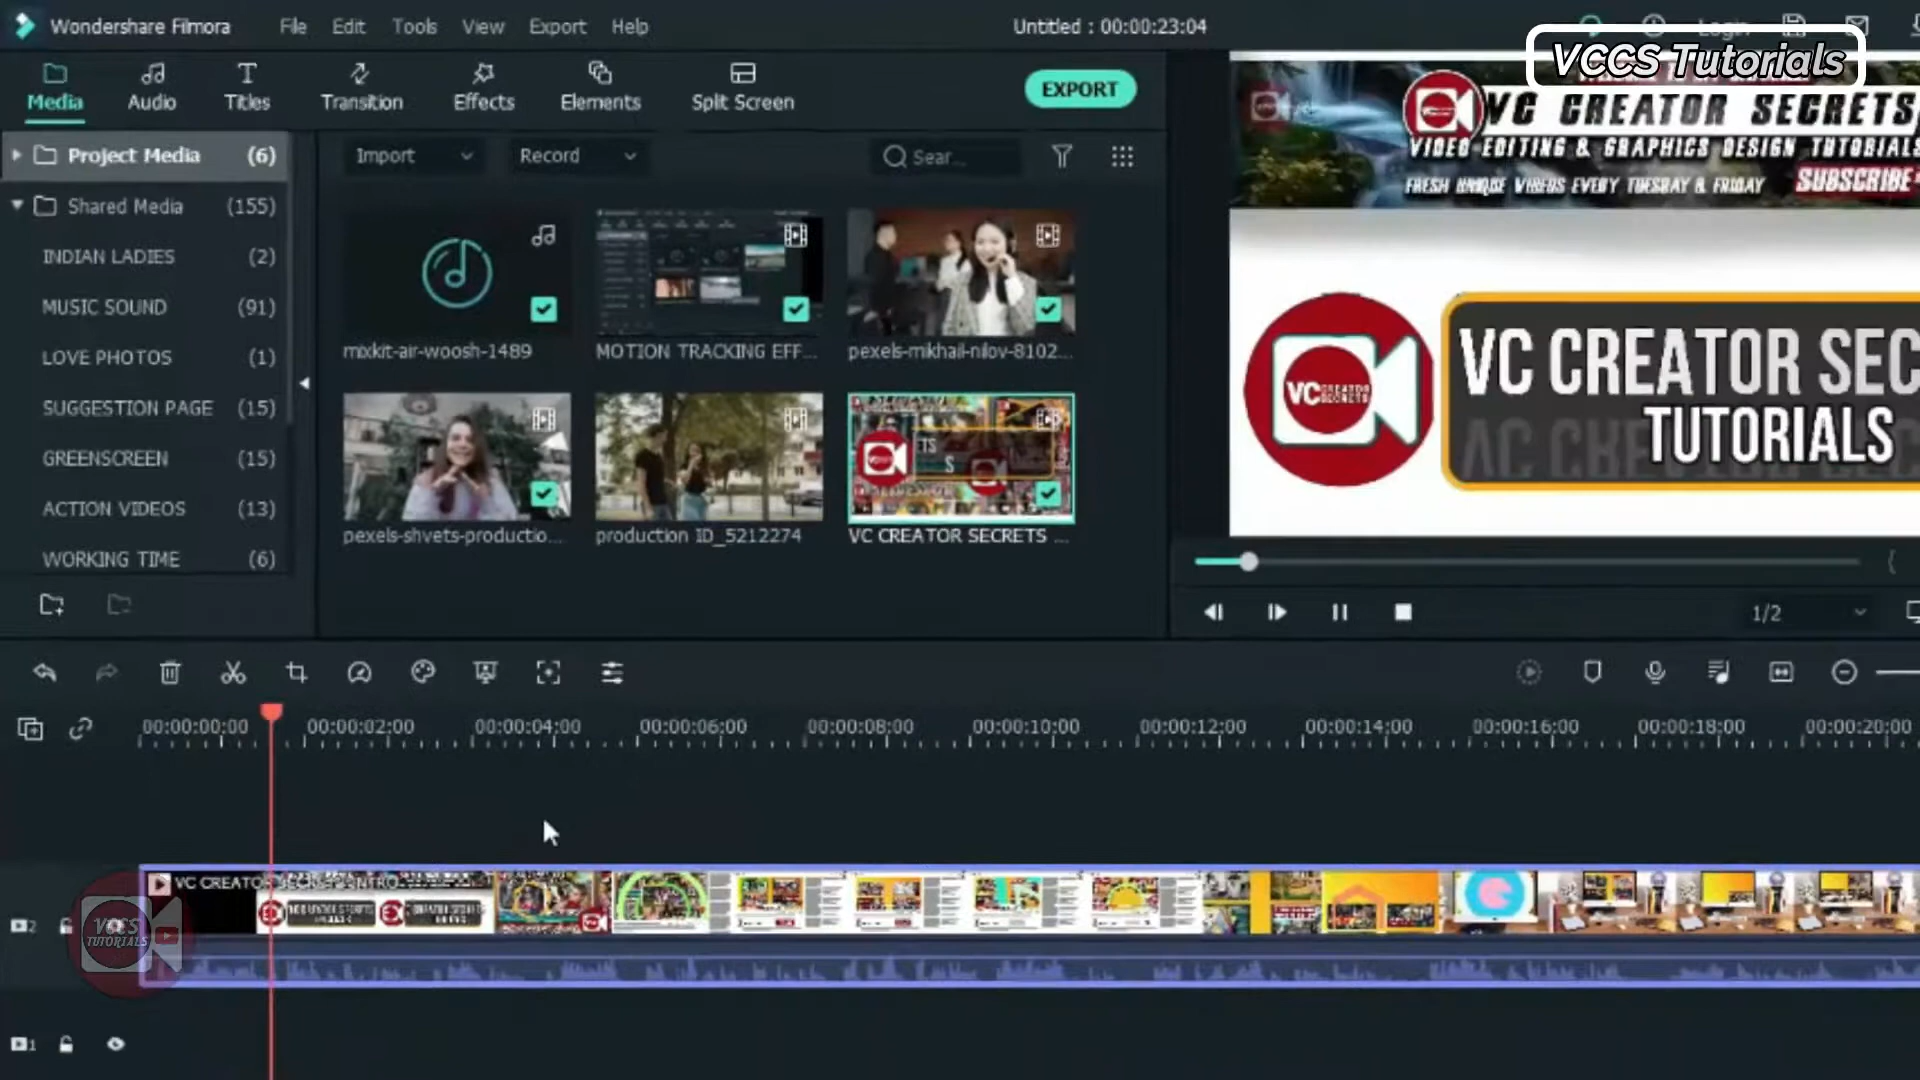 Wondershare Filmora
File Edit Tools View Export Help
Untitled : 00:00:23:04
Login
VCCS Tutorials
Media Audio Titles Transition Effects Elements Split Screen
EXPORT
Project Media (6)
Import Record Sear...
Shared Media (155)
INDIAN LADIES (2)
MUSIC SOUND (91)
LOVE PHOTOS (1)
SUGGESTION PAGE (15)
GREENSCREEN (15)
ACTION VIDEOS (13)
WORKING TIME (6)
mixkit-air-woosh-1489
MOTION TRACKING EFF...
pexels-mikhail-nilov-8102...
pexels-shvets-productio...
production ID_5212274
VC CREATOR SECRETS ...
VC CREATOR SECRETS
VIDEO EDITING & GRAPHICS DESIGN TUTORIALS
FRESH UNIQUE VIDEOS EVERY TUESDAY & FRIDAY
SUBSCRIBE
VC CREATOR SECRETS
VC CREATOR SEC
TUTORIALS
1/2
00:00:00:00 00:00:02:00 00:00:04:00 00:00:06:00 00:00:08:00 00:00:10:00 00:00:12:00 00:00:14:00 00:00:16:00 00:00:18:00 00:00:20:00
VC CREATOR SECRETS INTRO
2
VCCS
TUTORIALS
1